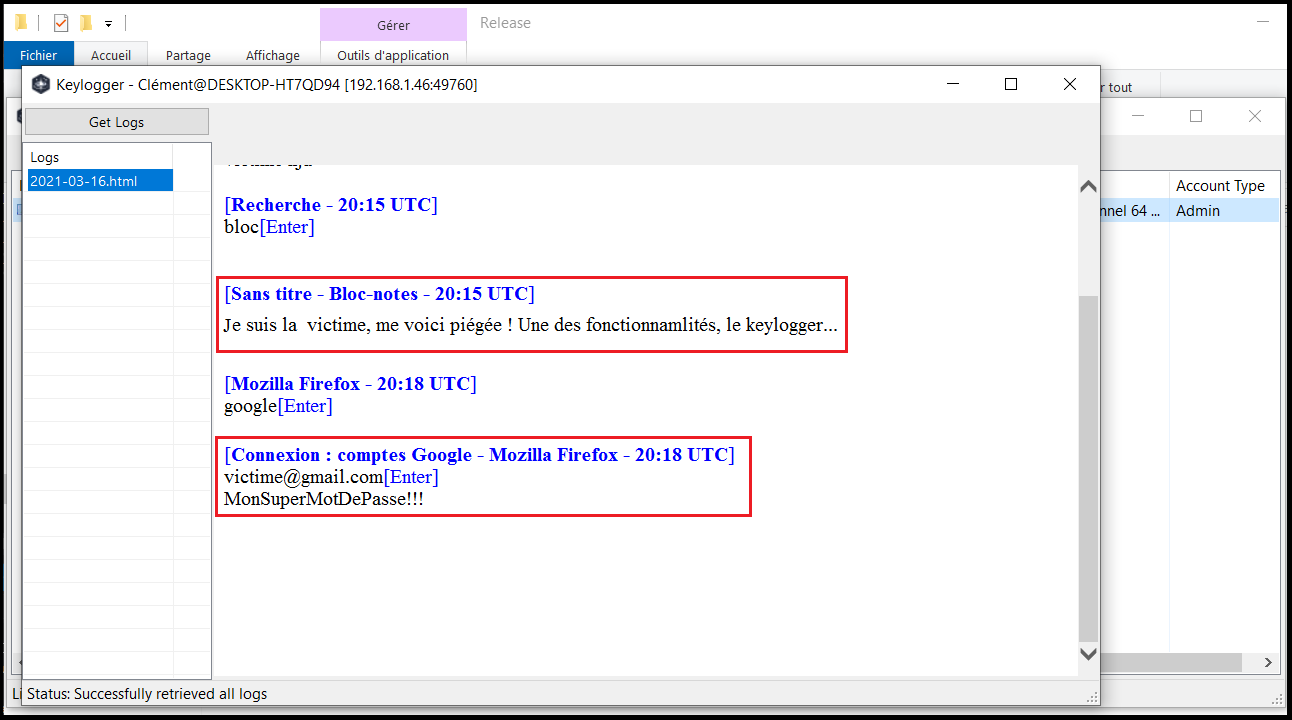 Gérer
Release
Fichier
Accueil
Partage
Affichage
Outils d'application
Keylogger - Clément@DESKTOP-HT7QD94 [192.168.1.46:49760]
r tout
Get Logs
Logs
2021-03-16.html
Account Type
nnel 64 ...
Admin
[Recherche - 20:15 UTC]
bloc[Enter]
[Sans titre - Bloc-notes - 20:15 UTC]
Je suis la  victime, me voici piégée ! Une des fonctionnamlités, le keylogger...
[Mozilla Firefox - 20:18 UTC]
google[Enter]
[Connexion : comptes Google - Mozilla Firefox - 20:18 UTC]
victime@gmail.com[Enter]
MonSuperMotDePasse!!!
Li
Status: Successfully retrieved all logs